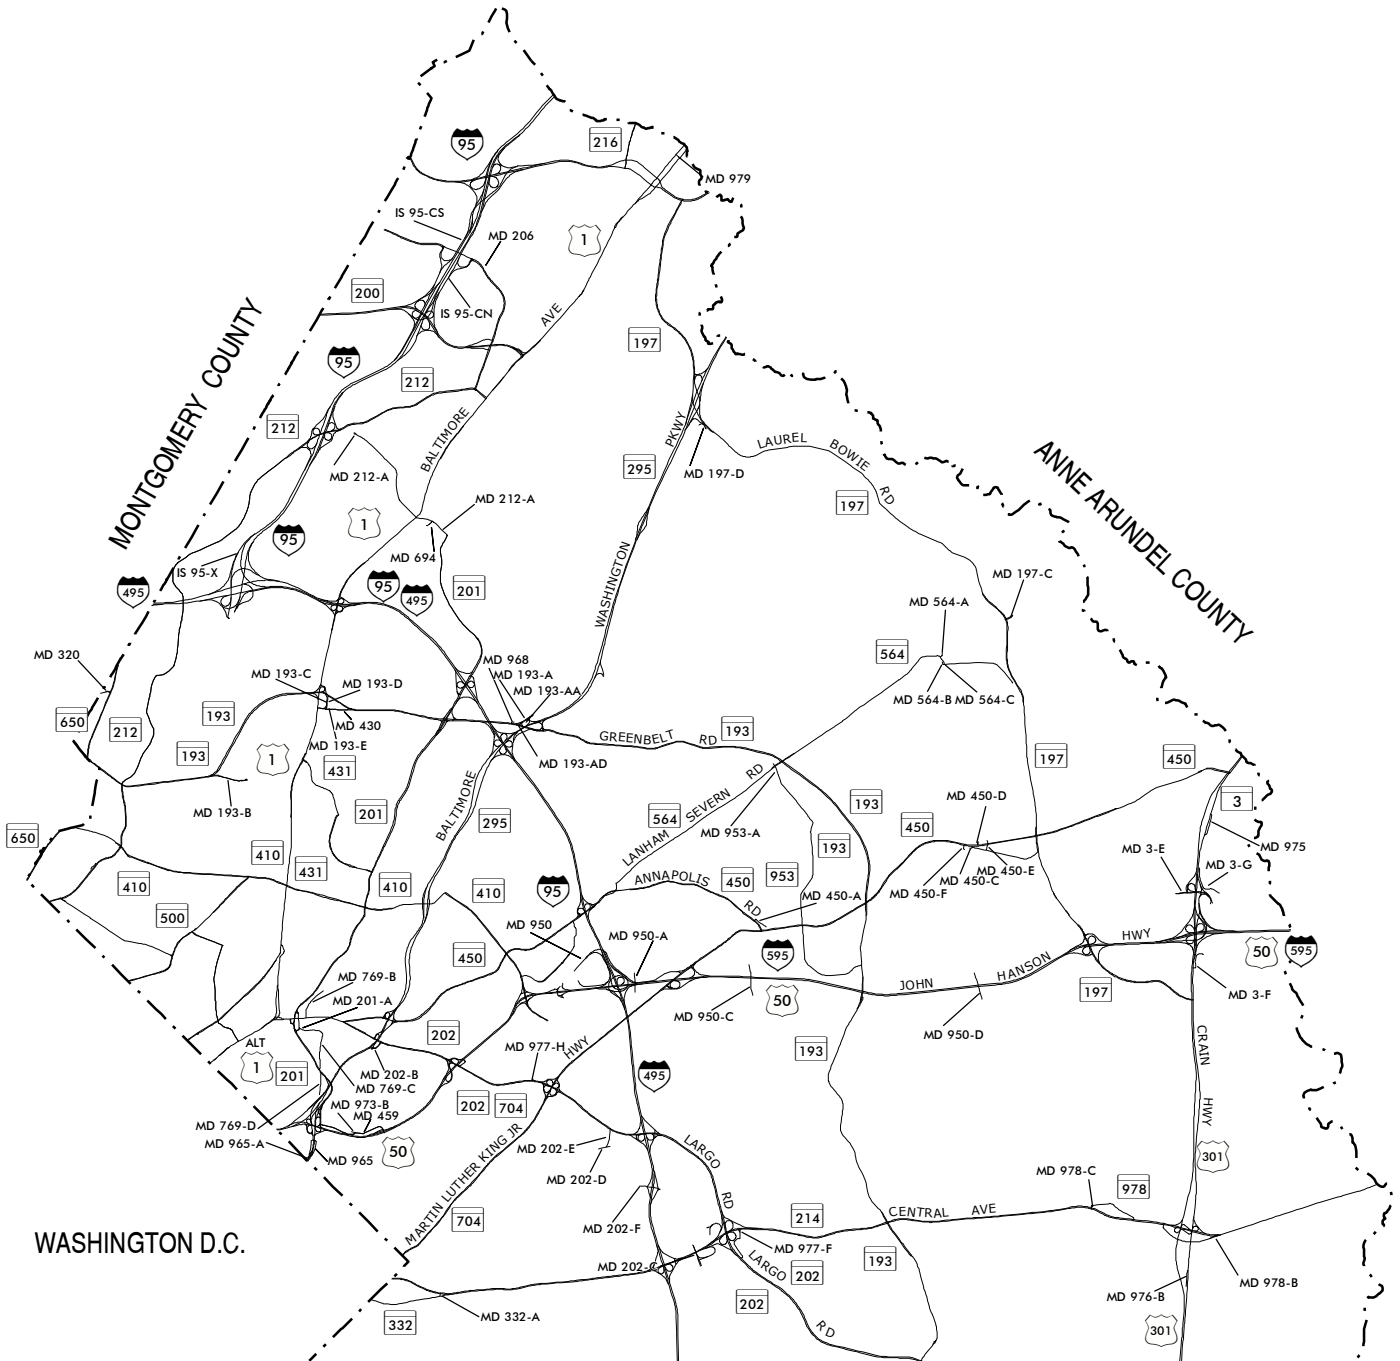 95
216
MD 979
IS 95-CS
MD 206
1
200
IS 95-CN
AVE
197
95
212
MONTGOMERY COUNTY
212
BALTIMORE
PKWY
LAUREL BOWIE RD
MD 212-A
295
MD 197-D
ANNE ARUNDEL COUNTY
MD 212-A
197
1
95
MD 694
WASHINGTON
IS 95-X
495
95
495
201
MD 197-C
MD 564-A
564
MD 320
MD 968
MD 193-C
MD 193-A
MD 193-D
MD 193-AA
MD 564-B
MD 564-C
650
212
193
MD 430
GREENBELT RD
193
193
1
MD 193-E
431
MD 193-AD
197
450
MD 193-B
201
BALTIMORE
295
564
LANHAM SEVERN RD
MD 953-A
193
MD 450-D
3
650
410
431
193
450
MD 3-E
MD 975
MD 3-G
410
410
410
95
ANNAPOLIS RD
450
953
MD 450-A
MD 450-F
MD 450-C
MD 450-E
500
MD 950
MD 950-A
HWY
450
595
50
595
MD 769-B
MD 201-A
50
JOHN HANSON
197
MD 3-F
MD 950-C
MD 950-D
ALT
1
202
MD 977-H
HWY
193
CRAIN HWY
201
MD 202-B
MD 769-C
495
MD 973-B
MD 459
202
704
MD 769-D
MD 965-A
MD 965
50
MARTIN LUTHER KING JR
MD 202-E
MD 202-D
LARGO RD
301
MD 978-C
978
704
MD 202-F
214
CENTRAL AVE
WASHINGTON D.C.
MD 977-F
193
MD 202-C
LARGO RD
202
202
MD 978-B
MD 976-B
MD 332-A
332
301